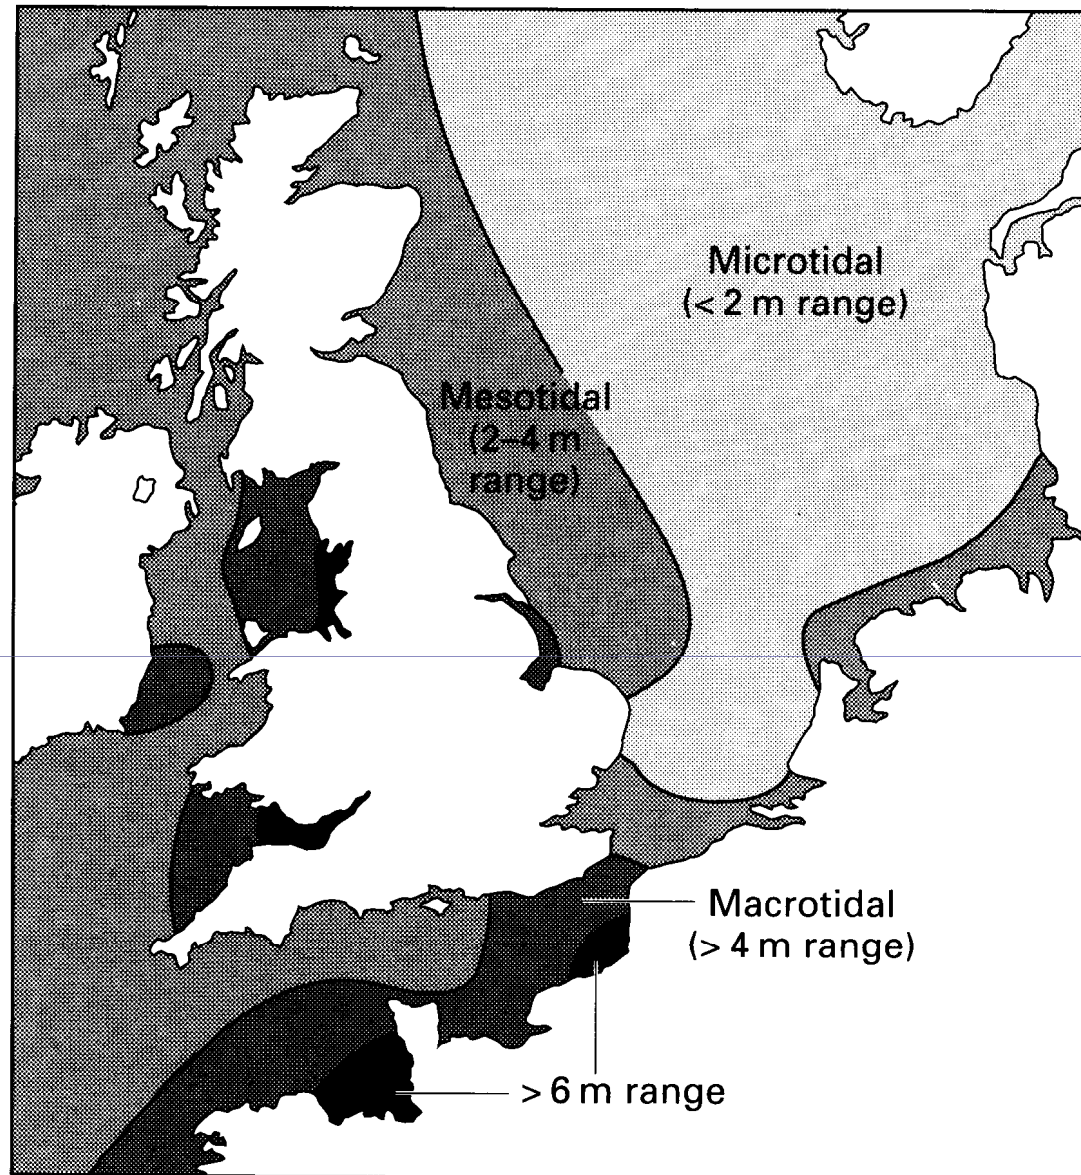 Microtidal
(< 2 m range)
Mesotidal
(2–4 m
range)
Macrotidal
(> 4 m range)
> 6 m range